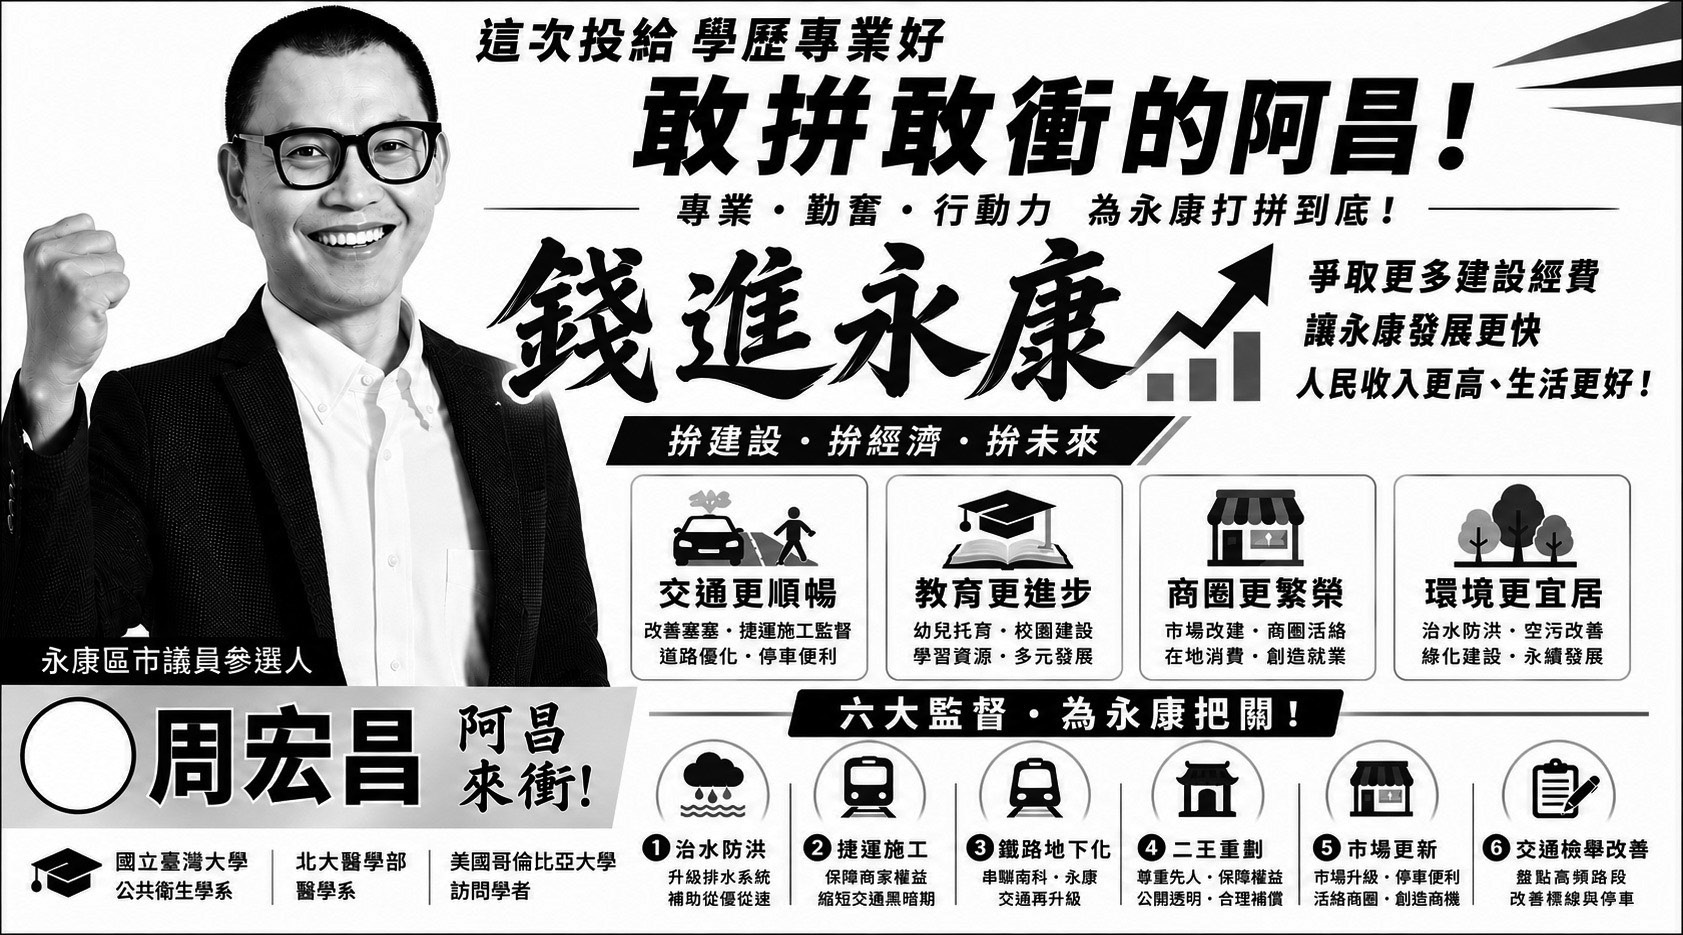 這次投給 學歷專業好
敢拚敢衝的阿昌！
專業・勤奮・行動力 為永康打拼到底！
錢進永康
爭取更多建設經費
讓永康發展更快
人民收入更高、生活更好！
拚建設・拚經濟・拚未來
交通更順暢
改善塞塞・捷運施工監督
道路優化・停車便利
教育更進步
幼兒托育・校園建設
學習資源・多元發展
商圈更繁榮
市場改建・商圈活絡
在地消費・創造就業
環境更宜居
治水防洪・空污改善
綠化建設・永續發展
永康區市議員參選人
周宏昌
阿昌
來衝！
國立臺灣大學
公共衛生學系
北大醫學部
醫學系
美國哥倫比亞大學
訪問學者
六大監督・為永康把關！
1 治水防洪
升級排水系統
補助從優從速
2 捷運施工
保障商家權益
縮短交通黑暗期
3 鐵路地下化
串聯南科・永康
交通再升級
4 二王重劃
尊重先人・保障權益
公開透明・合理補償
5 市場更新
市場升級・停車便利
活絡商圈・創造商機
6 交通檢舉改善
盤點高頻路段
改善標線與停車